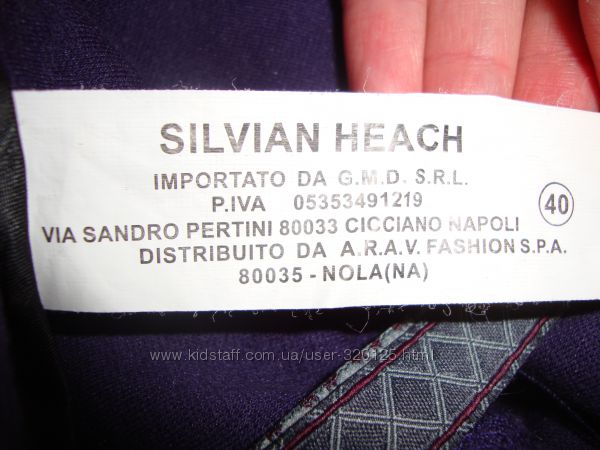 SILVIAN HEACH
IMPORTATO DA G.M.D. S.R.L.
P.IVA 05353491219
40
VIA SANDRO PERTINI 80033 CICCIANO NAPOLI
DISTRIBUITO DA A.R.A.V. FASHION S.P.A.
80035 - NOLA(NA)
www.kidstaff.com.ua/user-320125.html